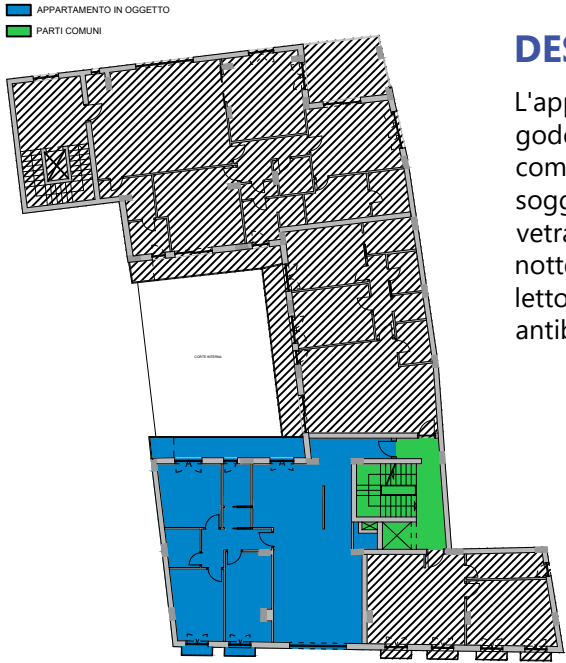 APPARTAMENTO IN OGGETTO
PARTI COMUNI
DES
L'app
gode
com
sogg
vetra
notte
letto
antib
CORTE INTERNA